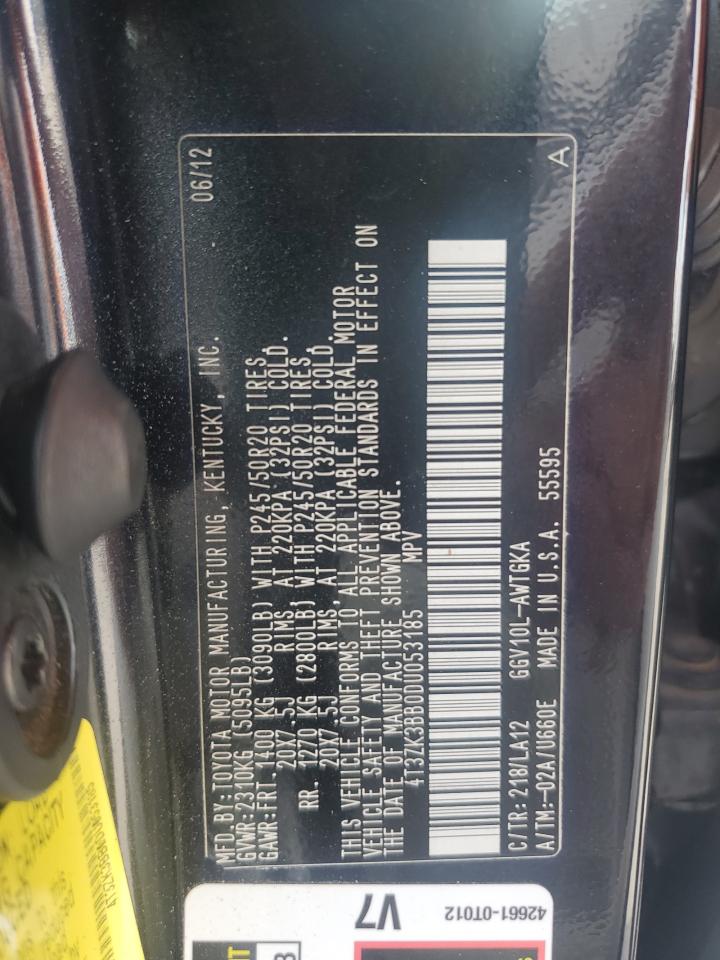 MFD.BY:TOYOTA MOTOR MANUFACTURING, KENTUCKY, INC. 06/12
GVWR:2310KG (5095LB)
GAWR:FRT. 1400 KG (3090LB) WITH P245/50R20 TIRES,
20X7.5J RIMS, AT 220KPA (32PSI) COLD.
RR. 1270 KG (2800LB) WITH P245/50R20 TIRES,
20X7.5J RIMS, AT 220KPA (32PSI) COLD.
THIS VEHICLE CONFORMS TO ALL APPLICABLE FEDERAL MOTOR
VEHICLE SAFETY AND THEFT PREVENTION STANDARDS IN EFFECT ON
THE DATE OF MANUFACTURE SHOWN ABOVE.
4T3ZK3BB0DU053185 MPV
C/TR: 218/LA12 GGV10L-AWTGKA
A/TM:-02A/U660E MADE IN U.S.A. 55595 A
V7
42661-0T012